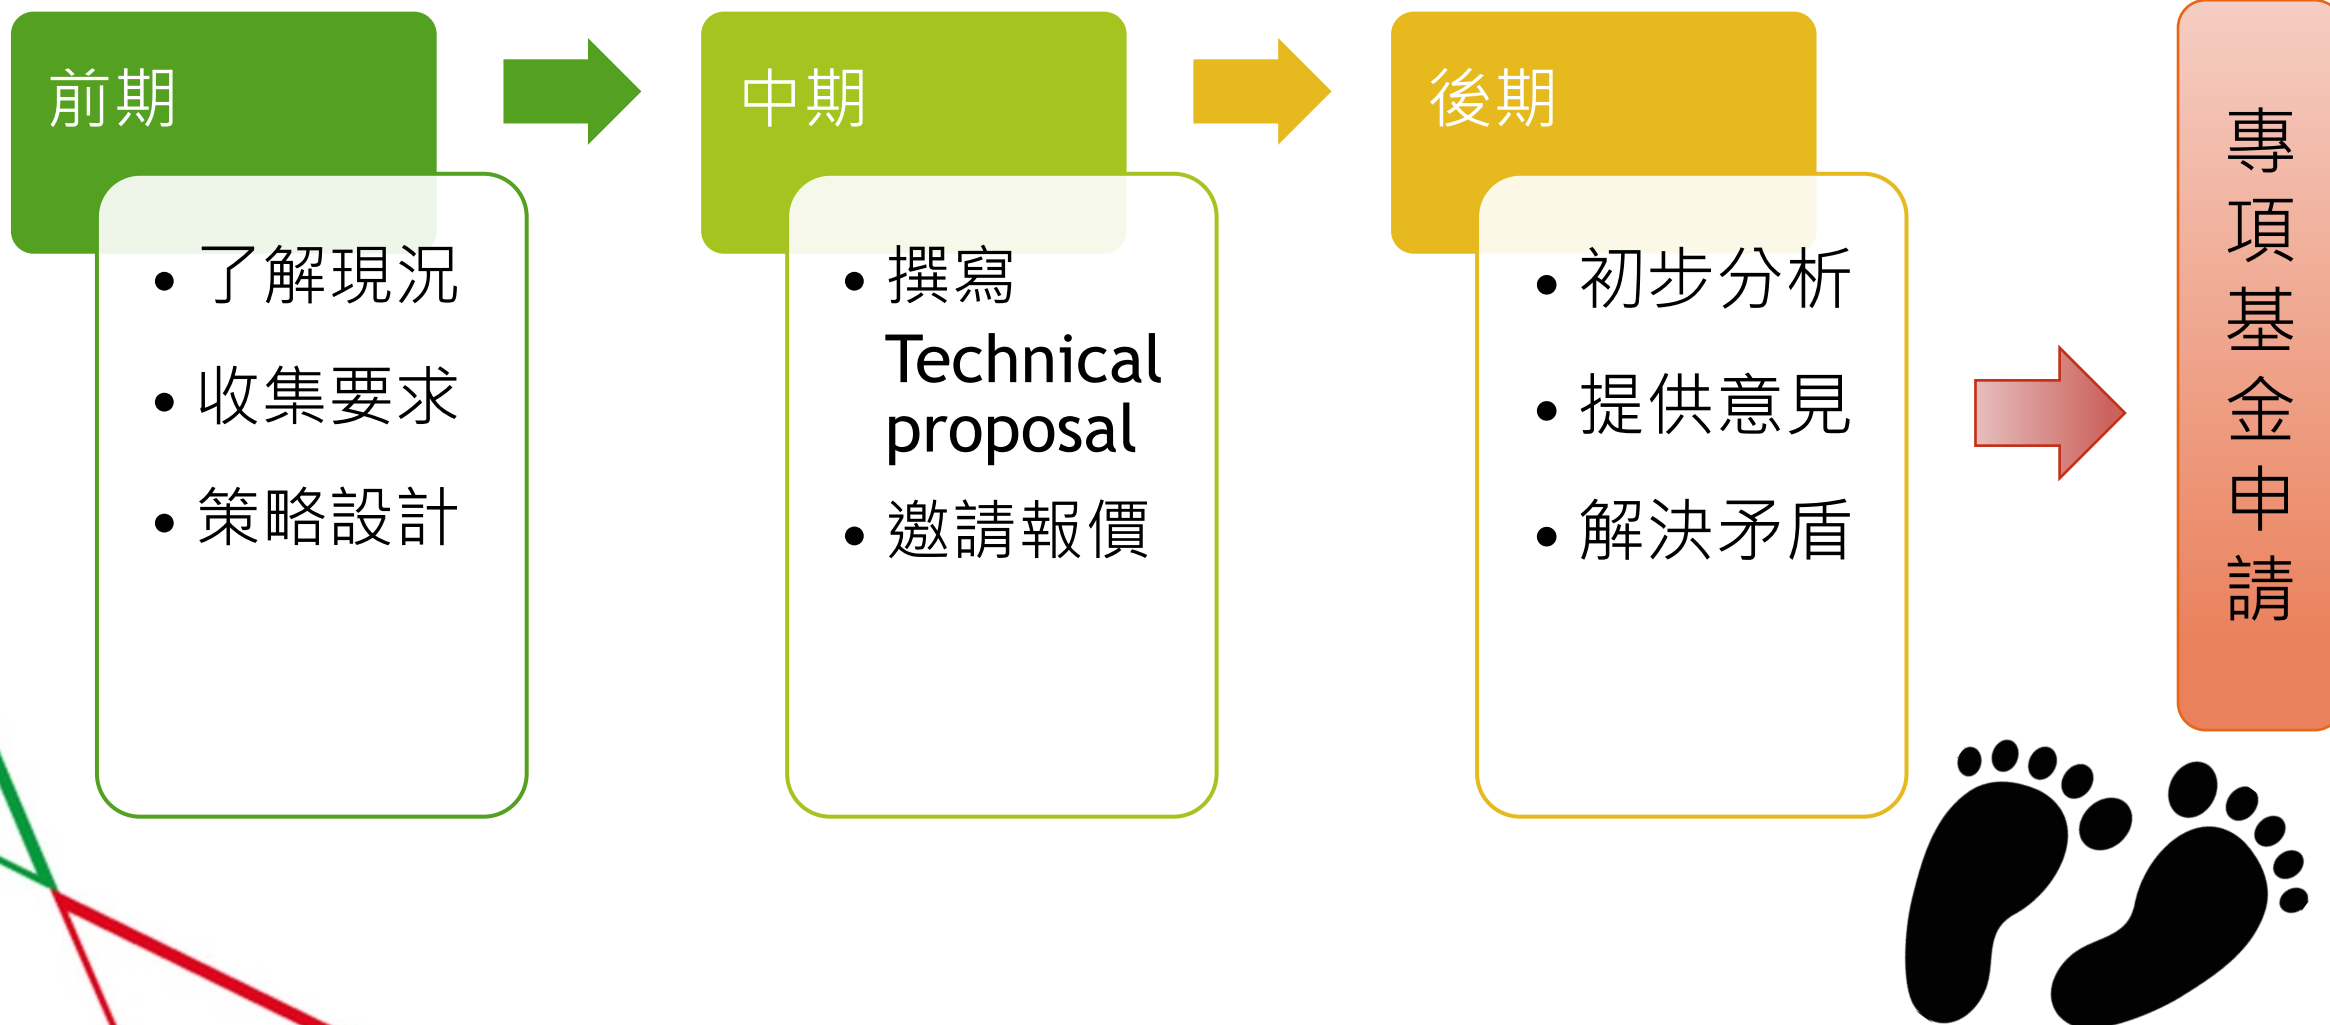 前期
• 了解現況
• 收集要求
• 策略設計
中期
• 撰寫
Technical
proposal
• 邀請報價
後期
• 初步分析
• 提供意見
• 解決矛盾
專項基金申請